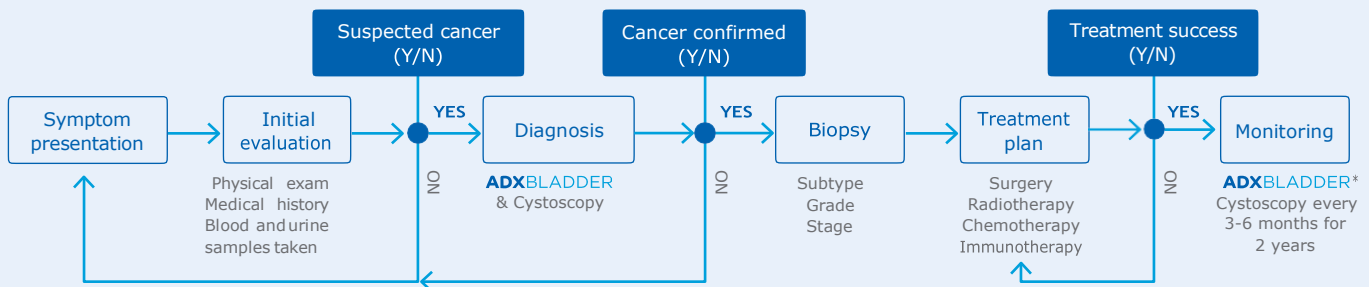 Suspected cancer
(Y/N)
Cancer confirmed
(Y/N)
Treatment success
(Y/N)
Symptom
presentation
Initial
evaluation
YES
Diagnosis
YES
Biopsy
Treatment
plan
YES
Monitoring
Physical exam
Medical history
Blood and urine
samples taken
NO
ADXBLADDER
& Cystoscopy
NO
Subtype
Grade
Stage
Surgery
Radiotherapy
Chemotherapy
Immunotherapy
NO
ADXBLADDER*
Cystoscopy every
3-6 months for
2 years